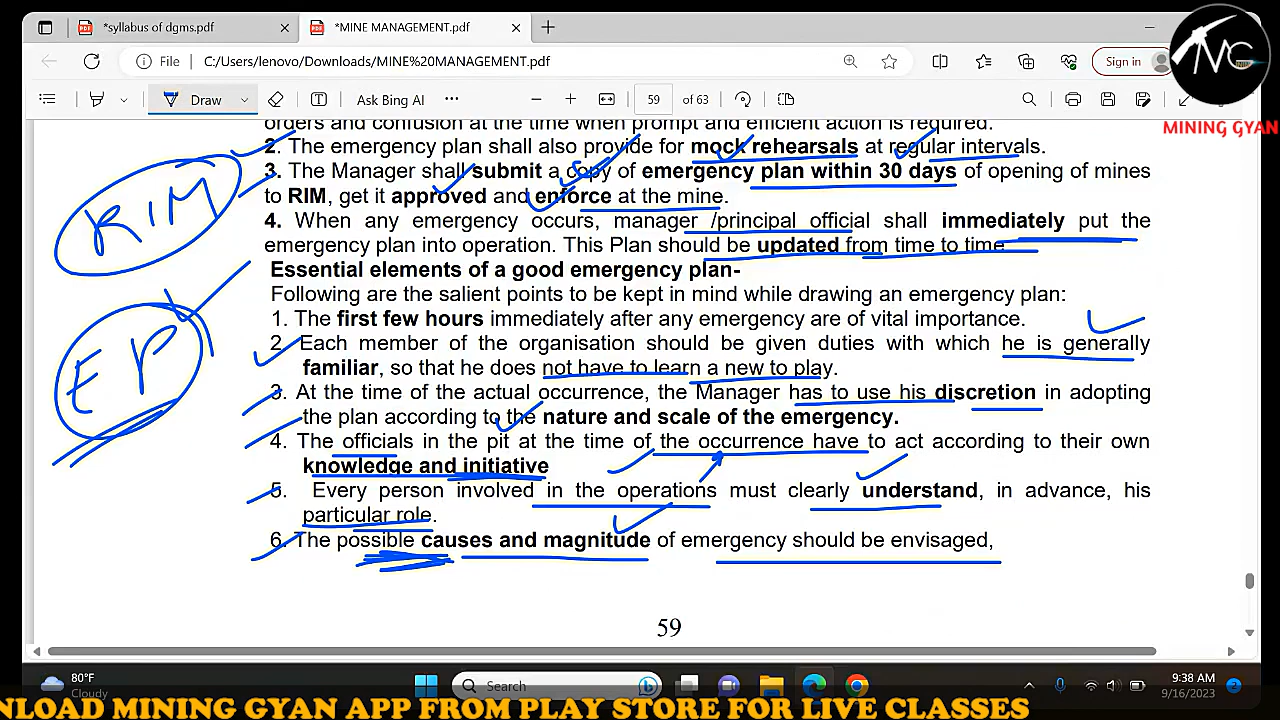 *syllabus of dgms.pdf
*MINE MANAGEMENT.pdf
File C:/Users/lenovo/Downloads/MINE%20MANAGEMENT.pdf
Sign in
MC
MINING GYAN
Draw
Ask Bing AI
59 of 63
orders and confusion at the time when prompt and efficient action is required.
2. The emergency plan shall also provide for mock rehearsals at regular intervals.
3. The Manager shall submit a copy of emergency plan within 30 days of opening of mines
to RIM, get it approved and enforce at the mine.
4. When any emergency occurs, manager /principal official shall immediately put the
emergency plan into operation. This Plan should be updated from time to time
Essential elements of a good emergency plan-
Following are the salient points to be kept in mind while drawing an emergency plan:
1. The first few hours immediately after any emergency are of vital importance.
2. Each member of the organisation should be given duties with which he is generally
familiar, so that he does not have to learn a new to play.
3. At the time of the actual occurrence, the Manager has to use his discretion in adopting
the plan according to the nature and scale of the emergency.
4. The officials in the pit at the time of the occurrence have to act according to their own
knowledge and initiative
5. Every person involved in the operations must clearly understand, in advance, his
particular role.
6. The possible causes and magnitude of emergency should be envisaged,
59
RIM
EP
80°F
Cloudy
Search
9:38 AM
9/16/2023
2
NLOAD MINING GYAN APP FROM PLAY STORE FOR LIVE CLASSES